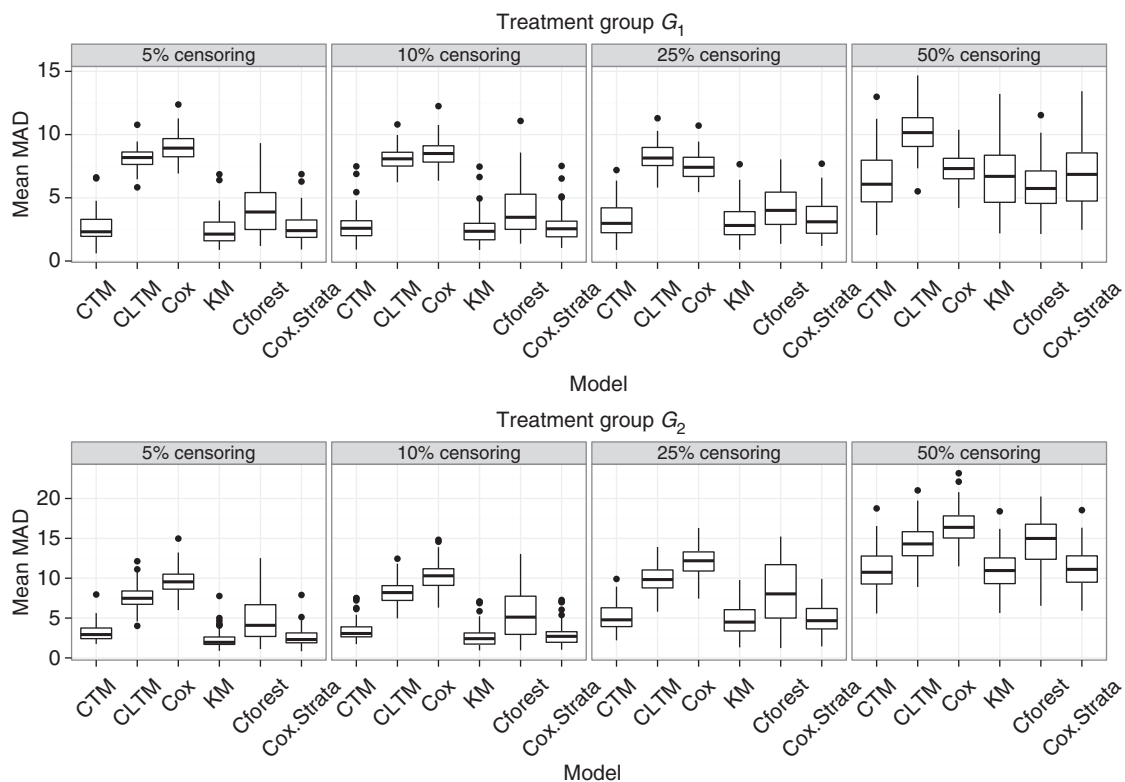 Treatment group G1
5% censoring 10% censoring 25% censoring 50% censoring
Mean MAD
15
10
5
0
CTM CLTM Cox KM Cforest Cox.Strata CTM CLTM Cox KM Cforest Cox.Strata CTM CLTM Cox KM Cforest Cox.Strata CTM CLTM Cox KM Cforest Cox.Strata
Model
Treatment group G2
5% censoring 10% censoring 25% censoring 50% censoring
Mean MAD
20
15
10
5
0
CTM CLTM Cox KM Cforest Cox.Strata CTM CLTM Cox KM Cforest Cox.Strata CTM CLTM Cox KM Cforest Cox.Strata CTM CLTM Cox KM Cforest Cox.Strata
Model